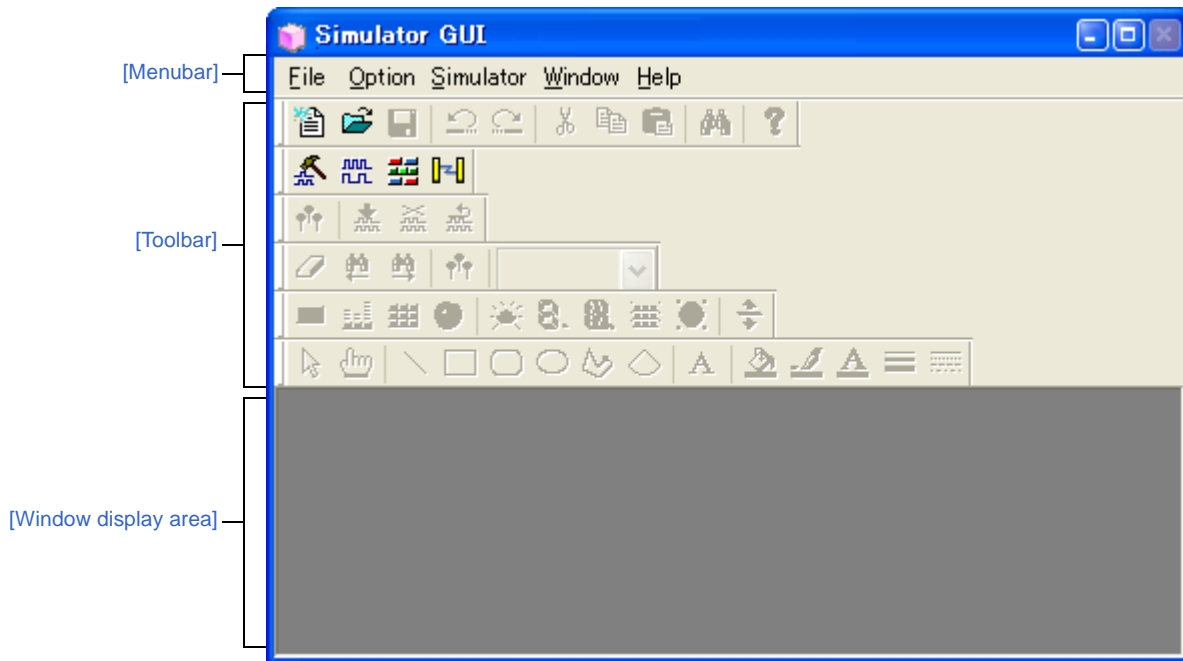 Simulator GUI
[Menubar]
File Option Simulator Window Help
[Toolbar]
[Window display area]